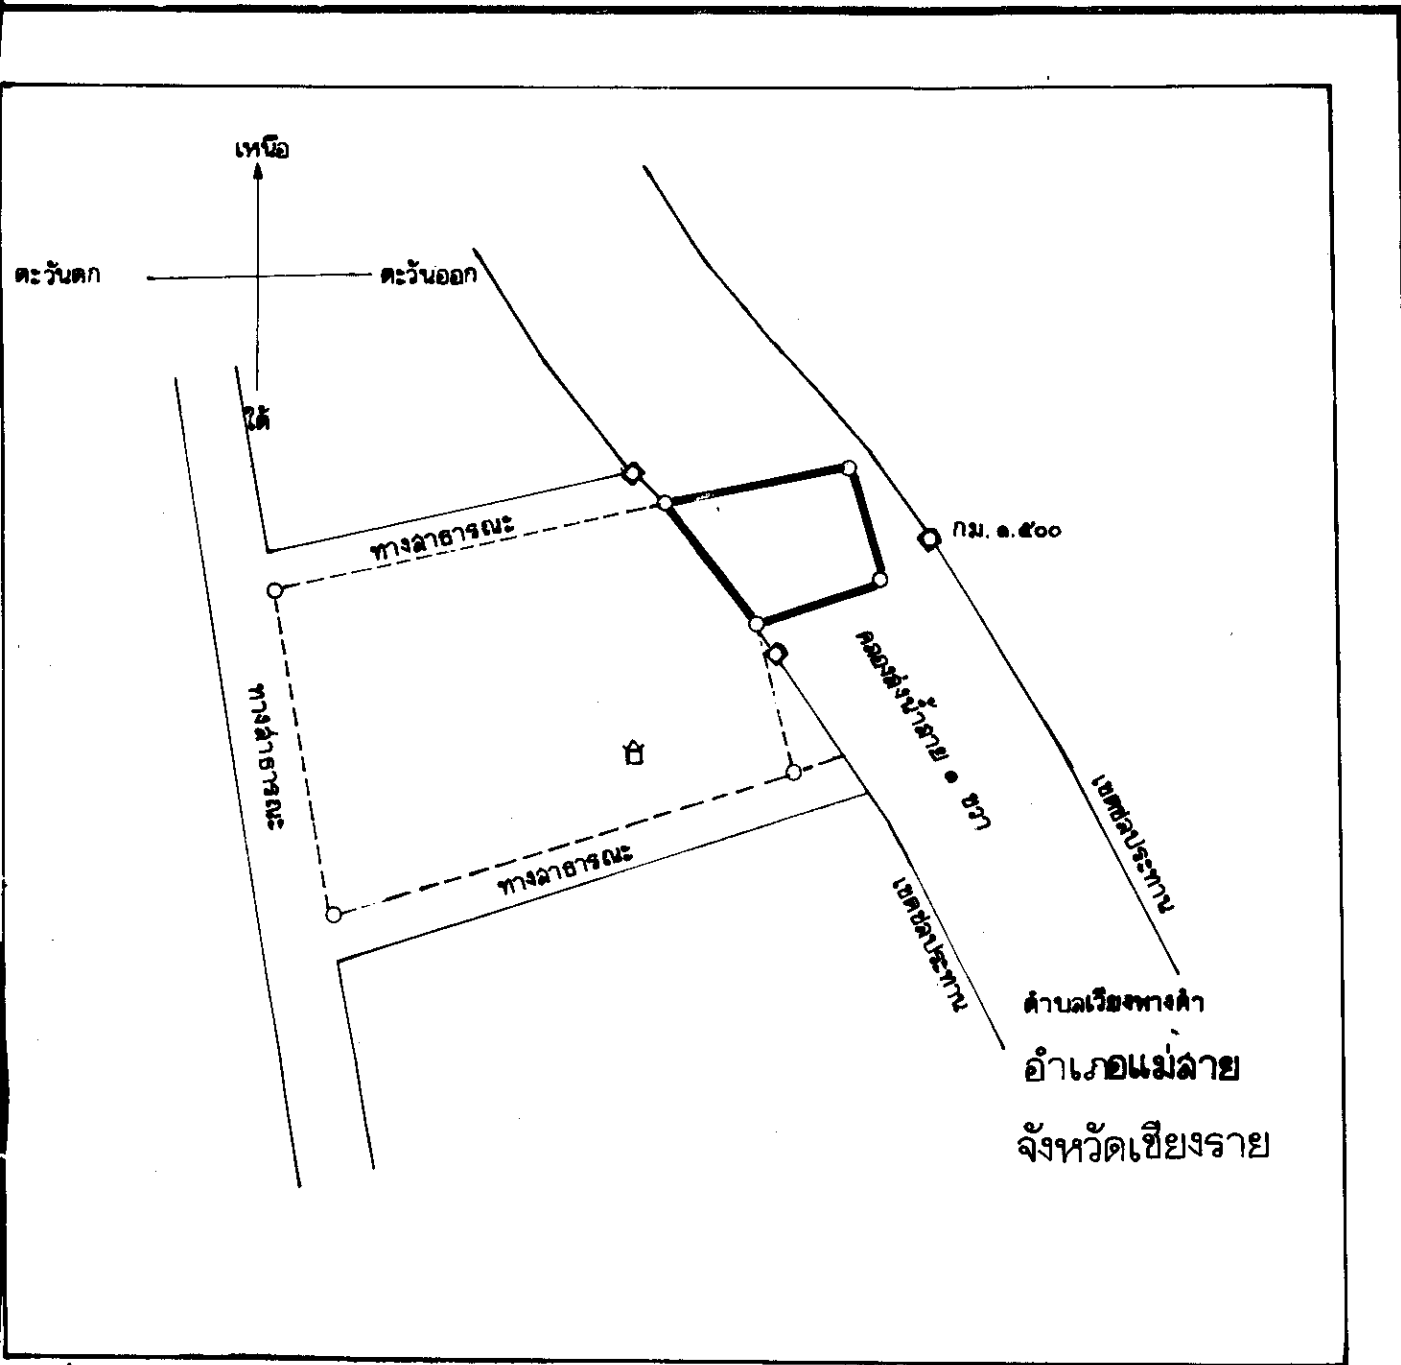 เหนือ
ตะวันตก
ตะวันออก
ใต้
ทางสาธารณะ
กม. ๑.๕๐๐
คลองส่งน้ำสาย ๑ ขวา
ทางสาธารณะ
ทางสาธารณะ
เขตชลประทาน
เขตชลประทาน
ตำบลเวียงพางคำ
อำเภอแม่สาย
จังหวัดเชียงราย